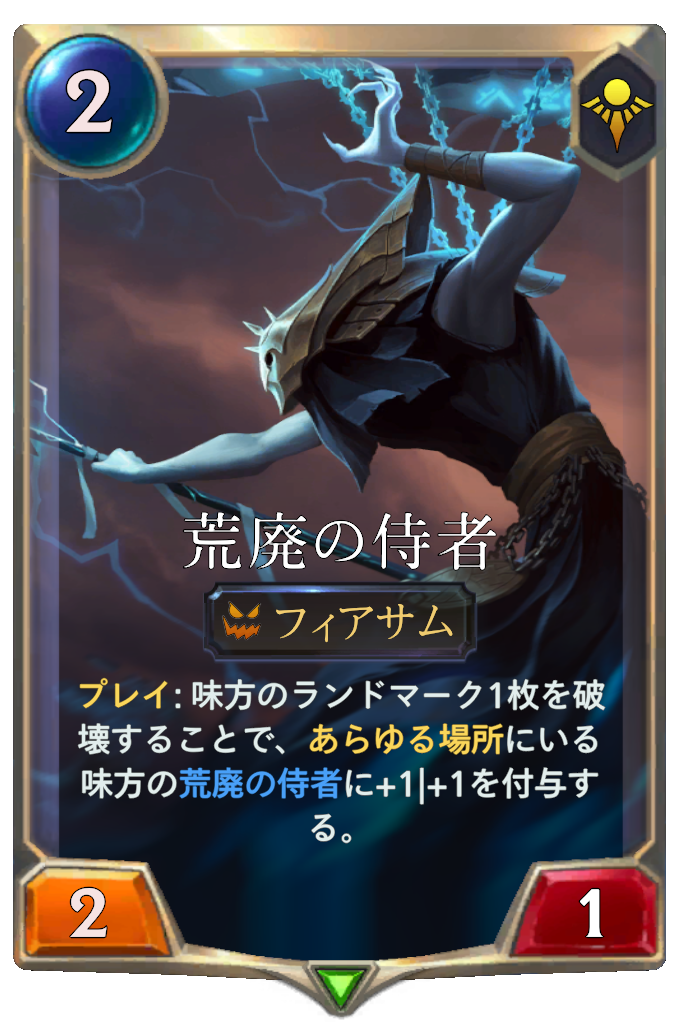 2
荒廃の侍者
フィアサム
プレイ: 味方のランドマーク1枚を破
壊することで、あらゆる場所にいる
味方の荒廃の侍者に+1|+1を付与す
る。
2
1